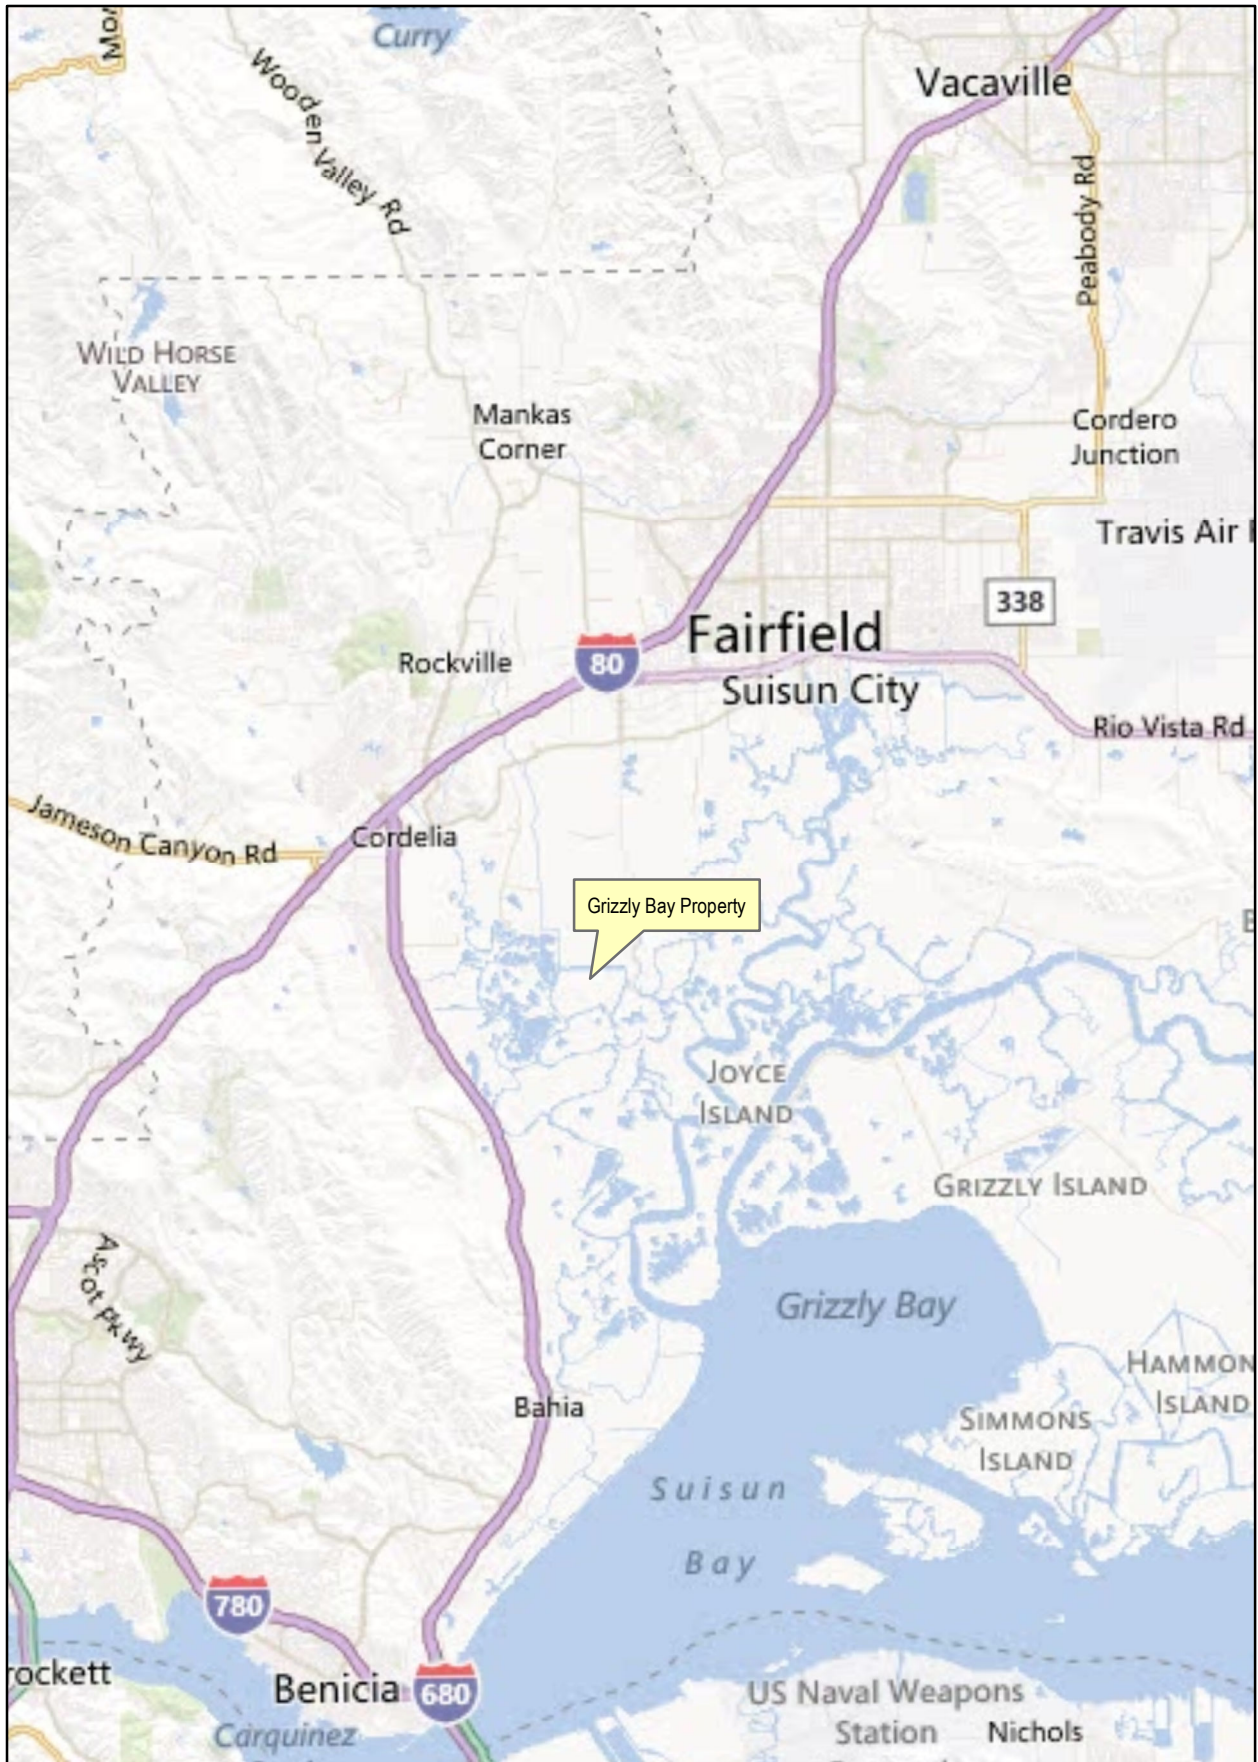 Curry
Vacaville
Wooden Valley Rd
Peabody Rd
WILD HORSE
VALLEY
Mankas
Corner
Cordero
Junction
Travis Air
338
Fairfield
Rockville
80
Suisun City
Rio Vista Rd
Jameson Canyon Rd
Cordelia
Grizzly Bay Property
JOYCE
ISLAND
GRIZZLY ISLAND
Ascot Pkwy
Grizzly Bay
HAMMON
ISLAND
Bahia
SIMMONS
ISLAND
Suisun
Bay
780
rockett
Benicia
680
US Naval Weapons
Station
Nichols
Carquinez